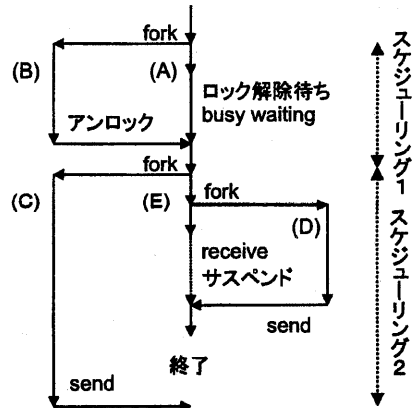 fork
(B)
(A)
ロック解除待ち
busy waiting
アンロック
スケジューリング1
fork
(C)
(E)
fork
(D)
receive
サスペンド
send
終了
send
スケジューリング2